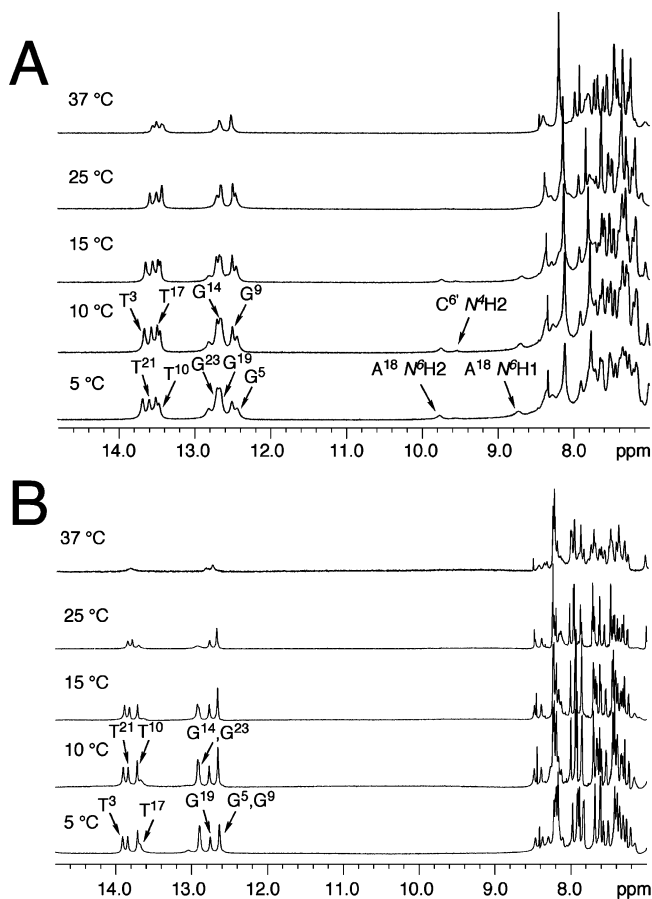 A
37 °C
25 °C
15 °C
T³ T¹⁷ G¹⁴ G⁹
10 °C
C⁶' N⁴H2
T²¹ T¹⁰ G²³ G¹⁹ G⁵
A¹⁸ N⁶H2 A¹⁸ N⁶H1
5 °C
14.0 13.0 12.0 11.0 10.0 9.0 8.0 ppm
B
37 °C
25 °C
15 °C
T²¹ T¹⁰ G¹⁴,G²³
10 °C
T³ T¹⁷ G¹⁹ G⁵,G⁹
5 °C
14.0 13.0 12.0 11.0 10.0 9.0 8.0 ppm